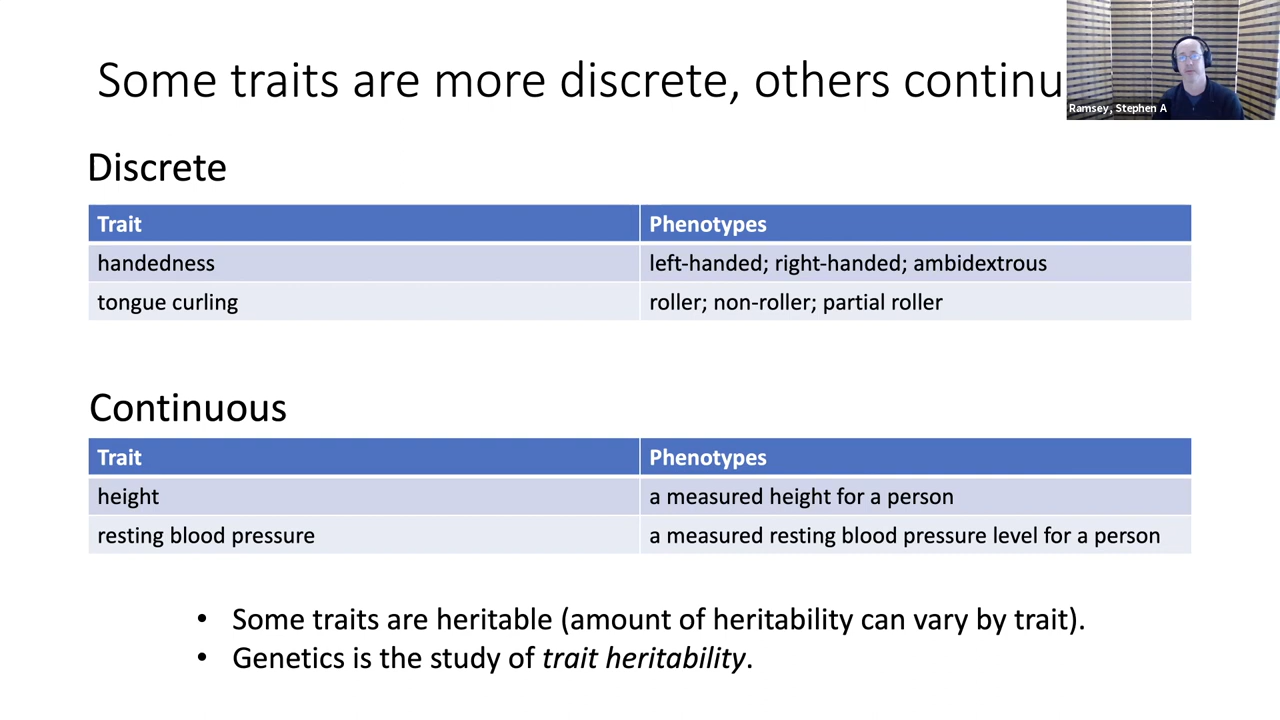 Some traits are more discrete, others continu
Ramsey, Stephen A
Discrete
Trait Phenotypes
handedness left-handed; right-handed; ambidextrous
tongue curling roller; non-roller; partial roller
Continuous
Trait Phenotypes
height a measured height for a person
resting blood pressure a measured resting blood pressure level for a person
• Some traits are heritable (amount of heritability can vary by trait).
• Genetics is the study of trait heritability.